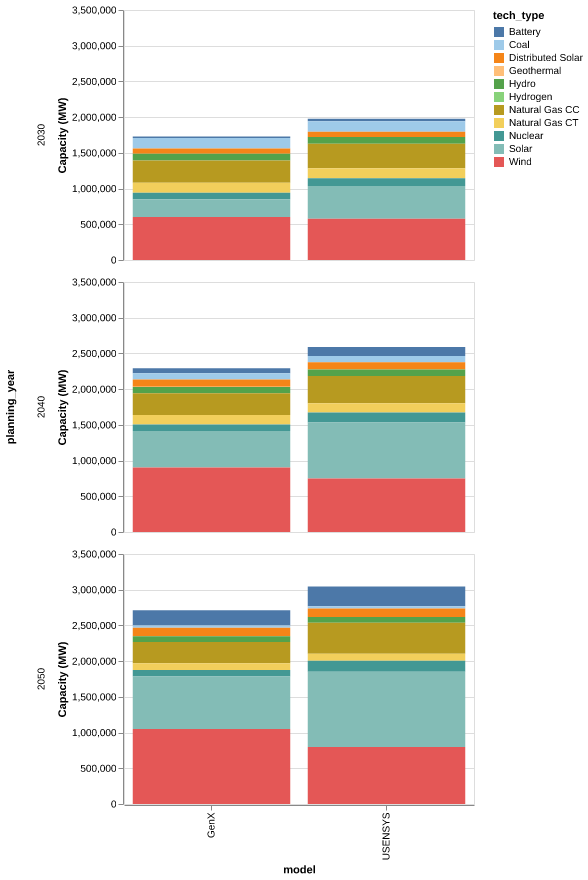 tech_type
Battery
Coal
Distributed Solar
Geothermal
Hydro
Hydrogen
Natural Gas CC
Natural Gas CT
Nuclear
Solar
Wind
planning_year
2030
Capacity (MW)
3,500,000
3,000,000
2,500,000
2,000,000
1,500,000
1,000,000
500,000
0
2040
Capacity (MW)
3,500,000
3,000,000
2,500,000
2,000,000
1,500,000
1,000,000
500,000
0
2050
Capacity (MW)
3,500,000
3,000,000
2,500,000
2,000,000
1,500,000
1,000,000
500,000
0
GenX
USENSYS
model